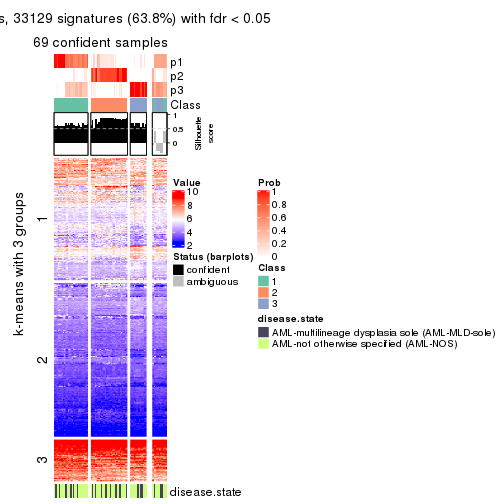 s, 33129 signatures (63.8%) with fdr < 0.05
69 confident samples
p1
p2
p3
Class
1
0.5
0
Silhouette
score
k-means with 3 groups
1
2
3
Value
10
8
6
4
2
Status (barplots)
confident
ambiguous
Prob
1
0.8
0.6
0.4
0.2
0
Class
1
2
3
disease.state
AML-multilineage dysplasia sole (AML-MLD-sole)
AML-not otherwise specified (AML-NOS)
disease.state